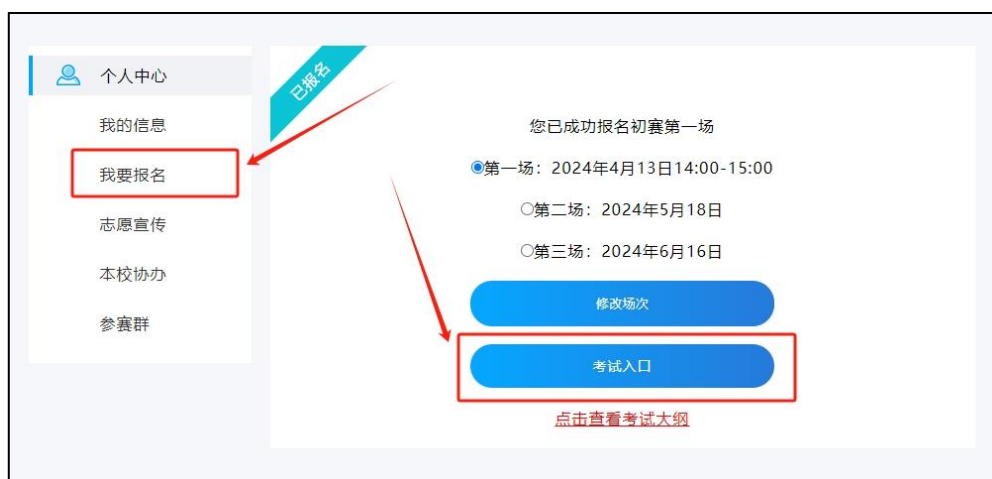 个人中心
我的信息
我要报名
志愿宣传
本校协办
参赛群
已报名
您已成功报名初赛第一场
第一场：2024年4月13日14:00-15:00
第二场：2024年5月18日
第三场：2024年6月16日
修改场次
考试入口
点击查看考试大纲